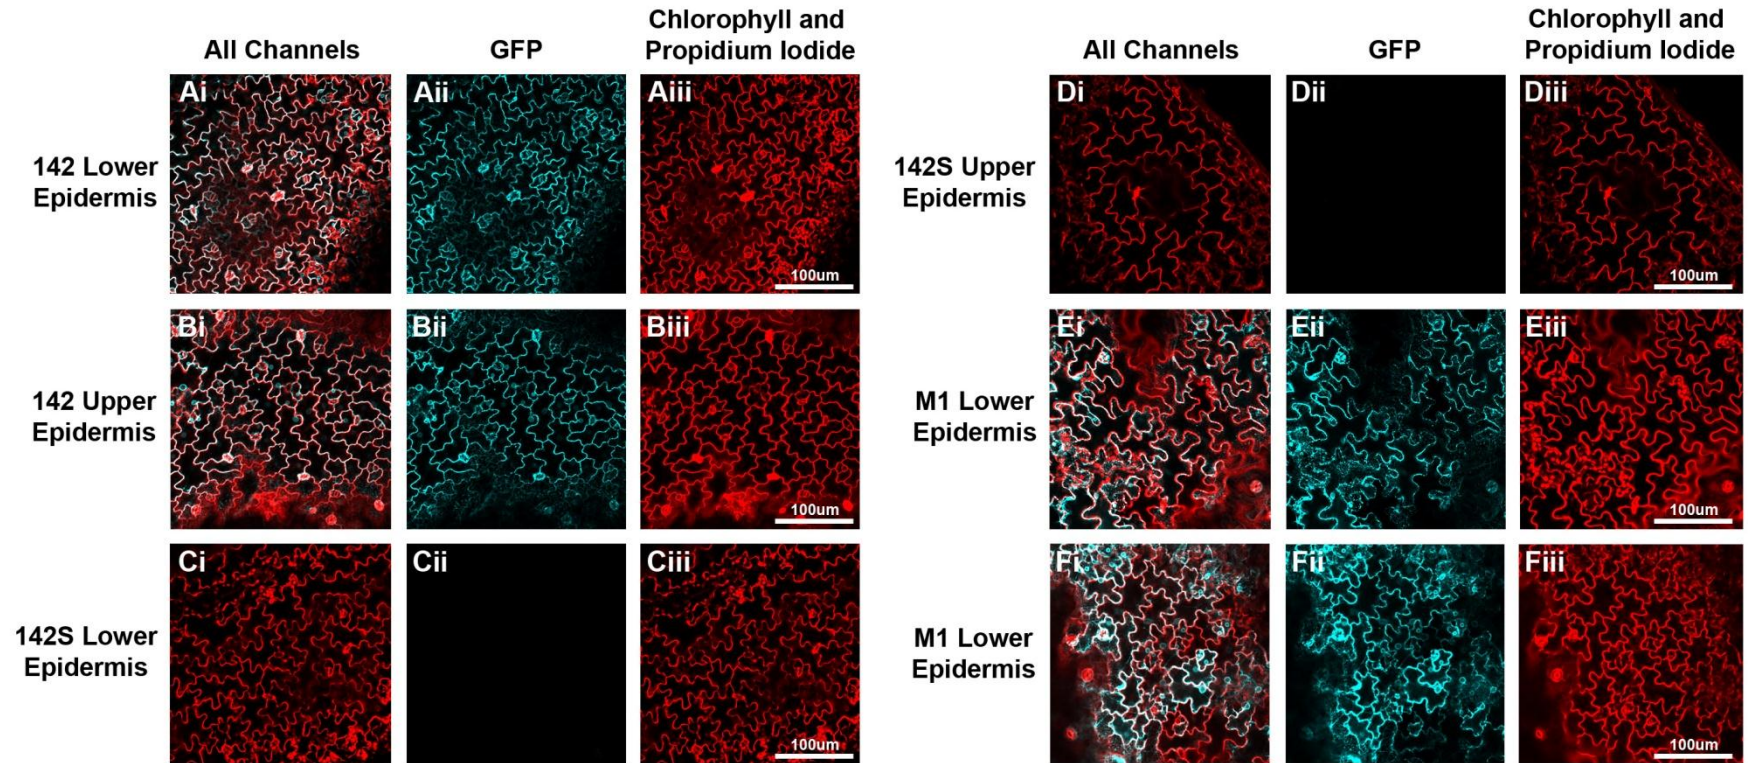 All Channels
GFP
Chlorophyll and
Propidium Iodide
All Channels
GFP
Chlorophyll and
Propidium Iodide
142 Lower
Epidermis
Ai
Aii
Aiii
100um
142S Upper
Epidermis
Di
Dii
Diii
100um
142 Upper
Epidermis
Bi
Bii
Biii
100um
M1 Lower
Epidermis
Ei
Eii
Eiii
100um
142S Lower
Epidermis
Ci
Cii
Ciii
100um
M1 Lower
Epidermis
Fi
Fii
Fiii
100um